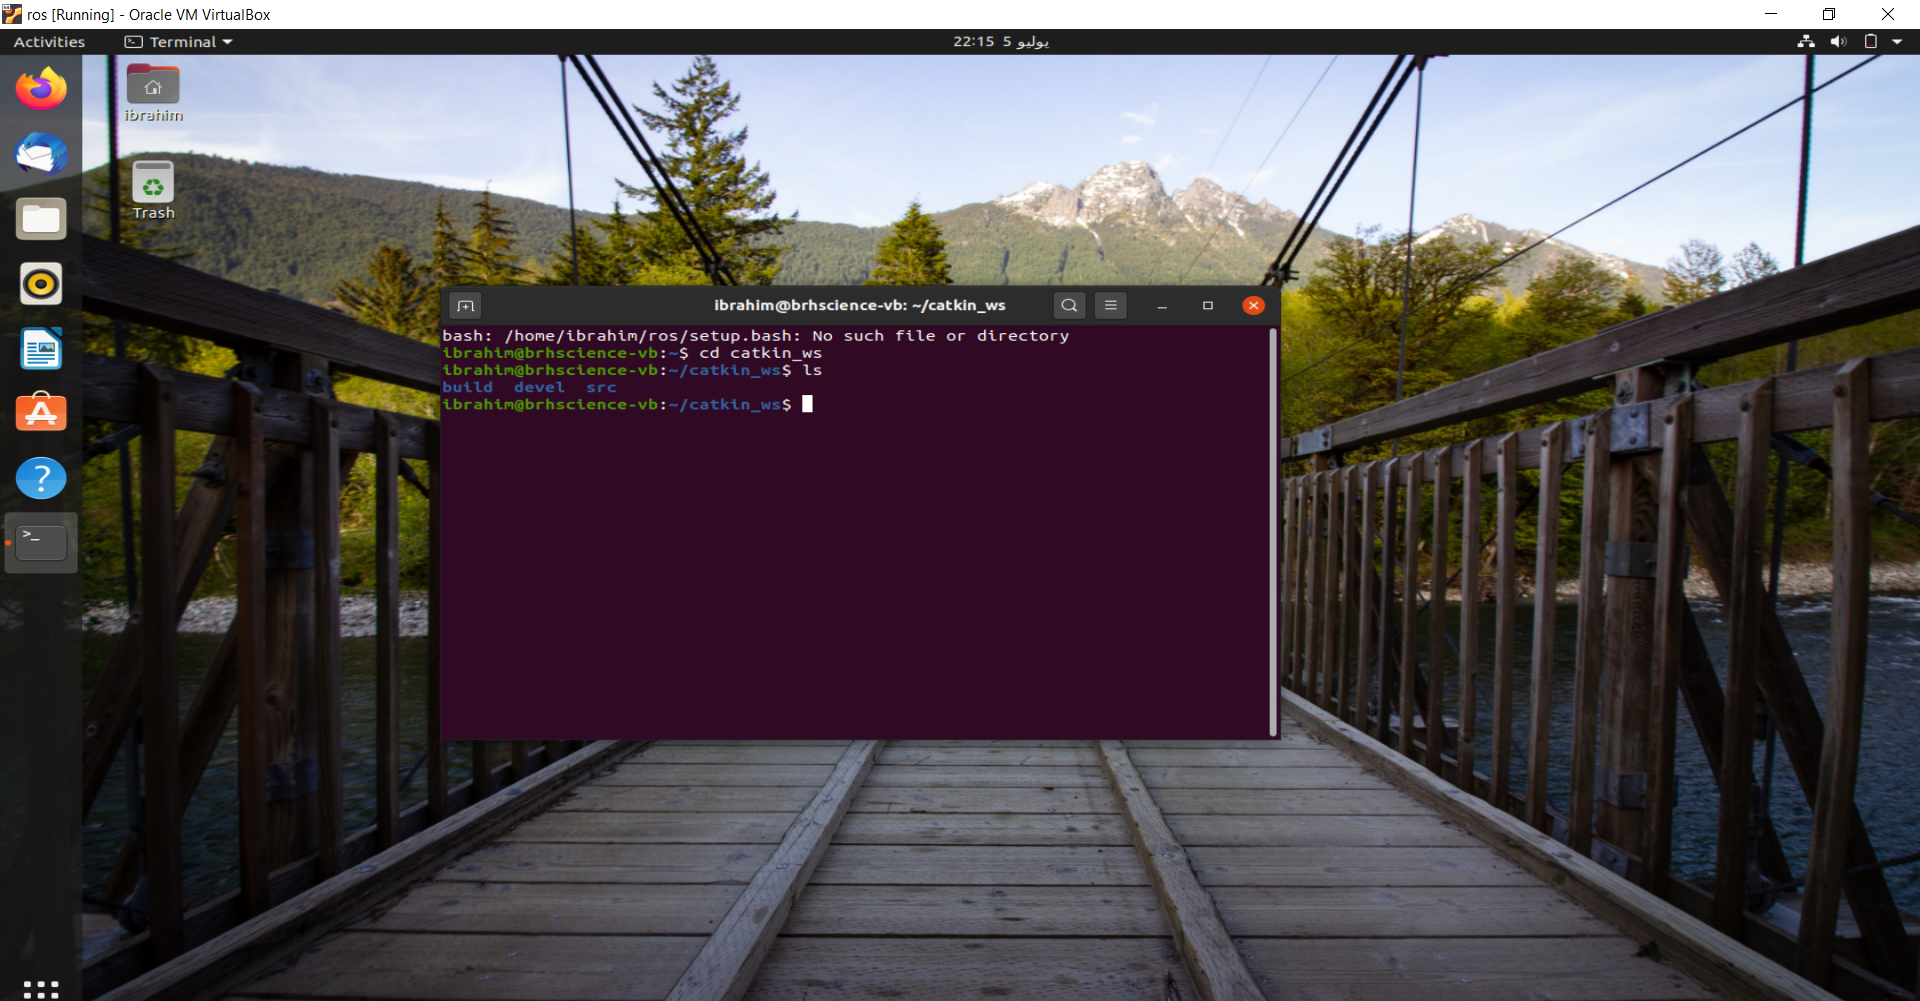 ros [Running] - Oracle VM VirtualBox
Activities
Terminal
22:15 5 يوليو
ibrahim
Trash
ibrahim@brhscience-vb: ~/catkin_ws
bash: /home/ibrahim/ros/setup.bash: No such file or directory
ibrahim@brhscience-vb:~$ cd catkin_ws
ibrahim@brhscience-vb:~/catkin_ws$ ls
build devel src
ibrahim@brhscience-vb:~/catkin_ws$